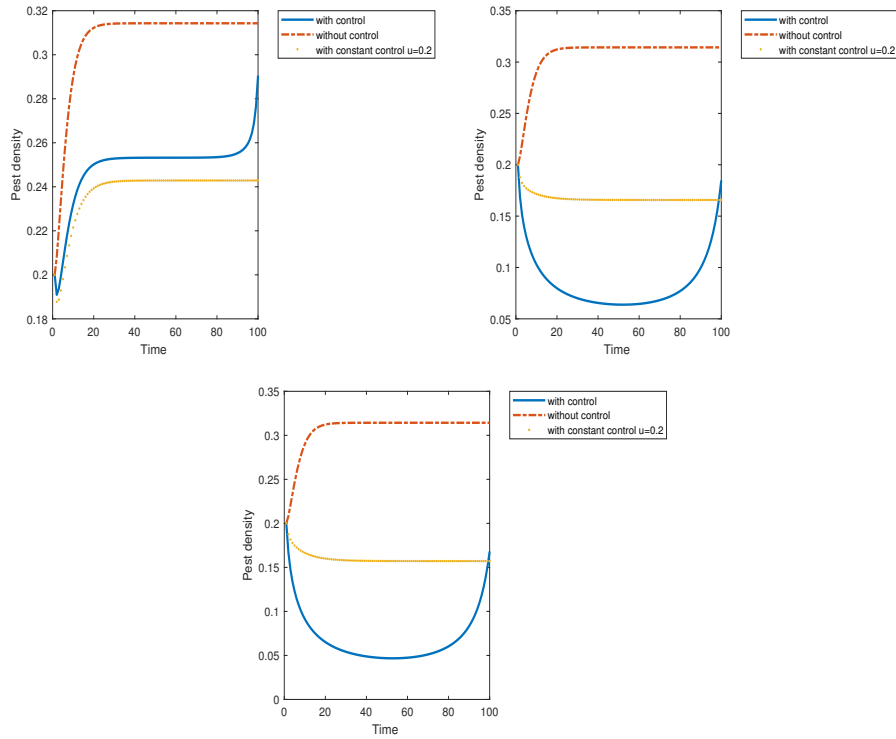 0.32
0.3
0.28
0.26
0.24
0.22
0.2
0.18
Pest density
0 20 40 60 80 100
Time
with control
without control
with constant control u=0.2
0.35
0.3
0.25
0.2
0.15
0.1
0.05
Pest density
0 20 40 60 80 100
Time
with control
without control
with constant control u=0.2
0.35
0.3
0.25
0.2
0.15
0.1
0.05
0
Pest density
0 20 40 60 80 100
Time
with control
without control
with constant control u=0.2